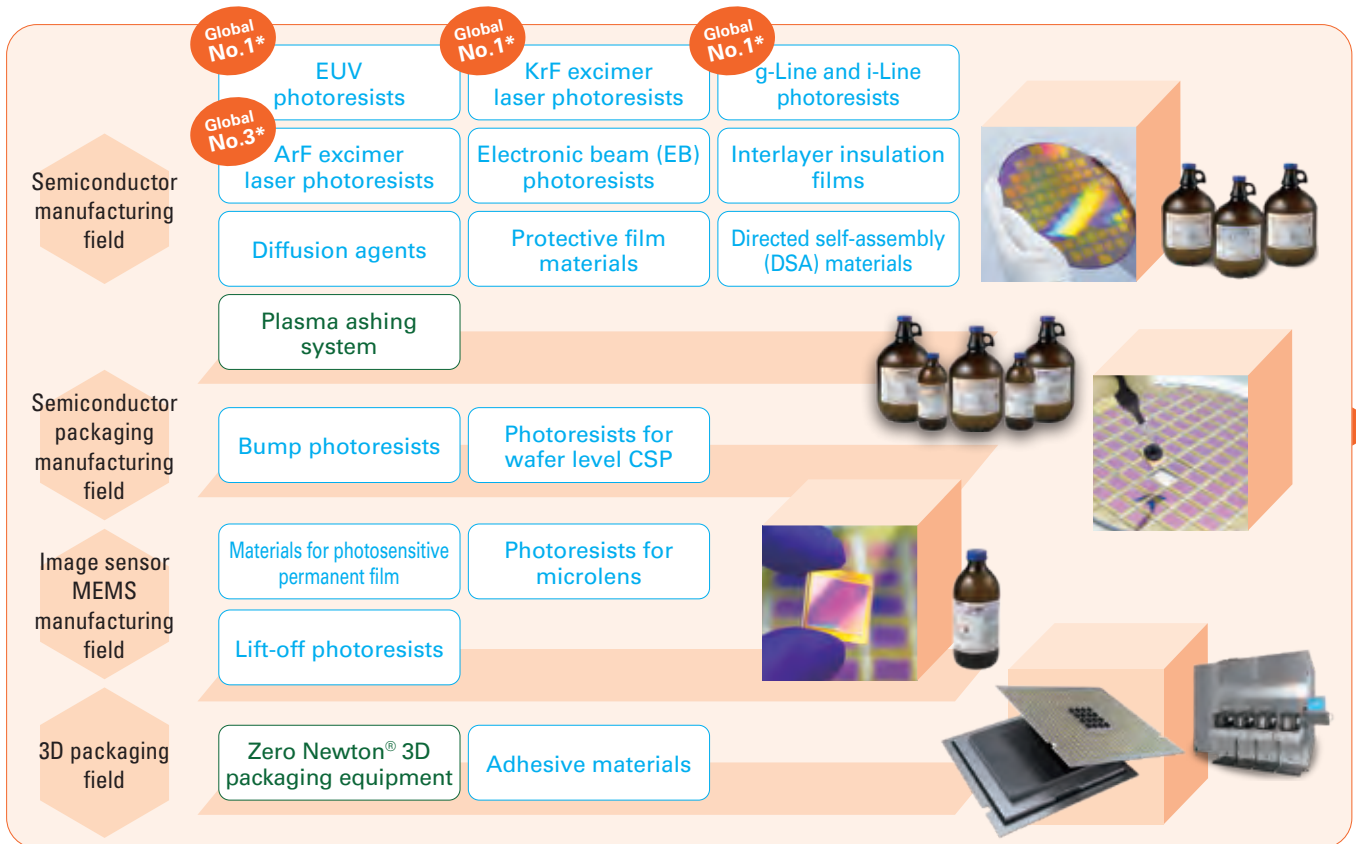 Global
No.1*
EUV
photoresists
Global
No.1*
KrF excimer
laser photoresists
Global
No.1*
g-Line and i-Line
photoresists
Global
No.3*
ArF excimer
laser photoresists
Electronic beam (EB)
photoresists
Interlayer insulation
films
Semiconductor
manufacturing
field
Diffusion agents
Protective film
materials
Directed self-assembly
(DSA) materials
Plasma ashing
system
Semiconductor
packaging
manufacturing
field
Bump photoresists
Photoresists for
wafer level CSP
Image sensor
MEMS
manufacturing
field
Materials for photosensitive
permanent film
Photoresists for
microlens
Lift-off photoresists
3D packaging
field
Zero Newton® 3D
packaging equipment
Adhesive materials